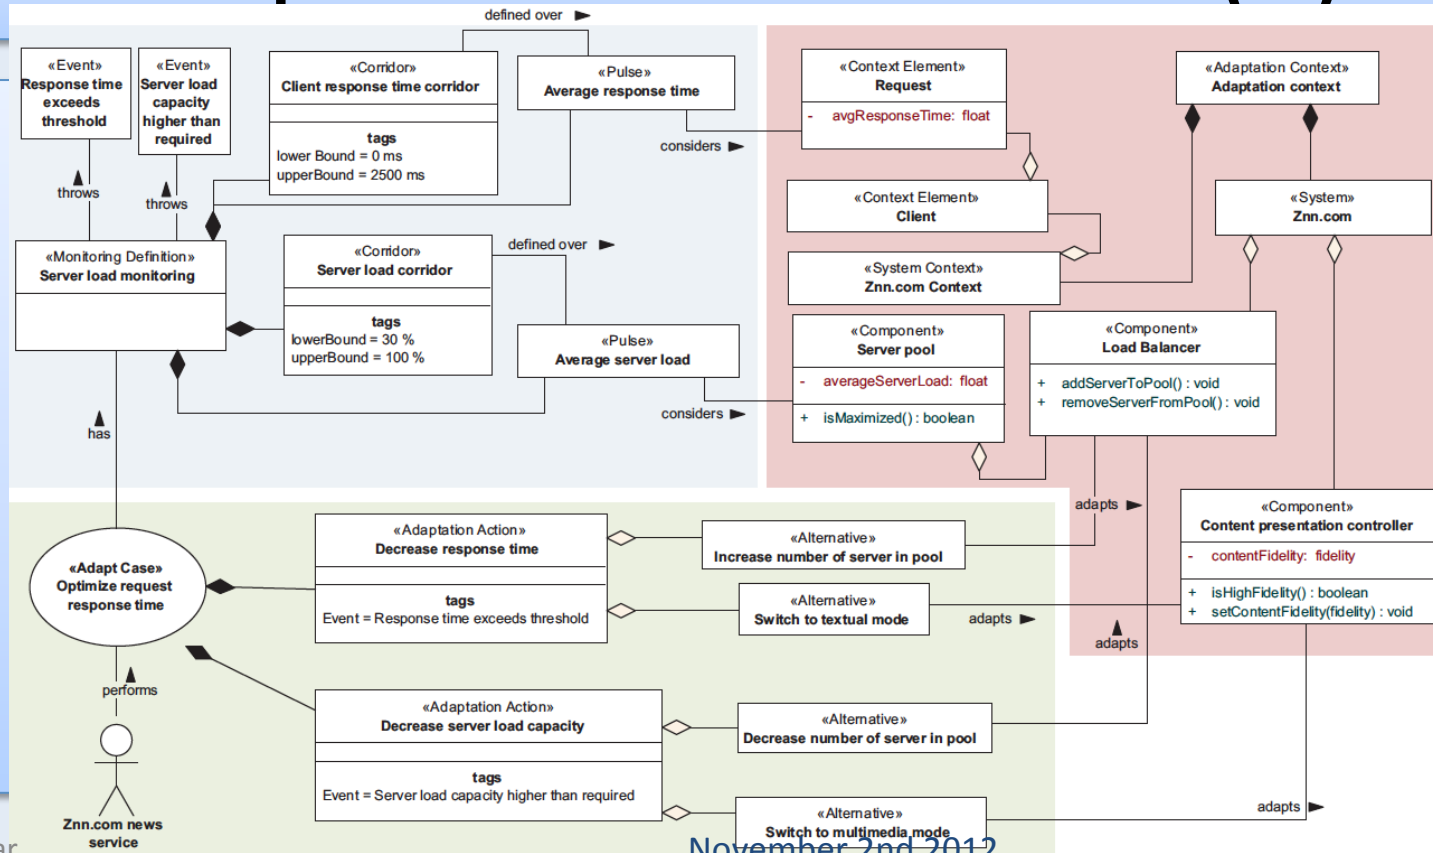 defined over
«Event»
Response time
exceeds
threshold
«Event»
Server load
capacity
higher than
required
«Corridor»
Client response time corridor
tags
lower Bound = 0 ms
upperBound = 2500 ms
«Pulse»
Average response time
considers
throws
throws
«Monitoring Definition»
Server load monitoring
«Corridor»
Server load corridor
tags
lowerBound = 30 %
upperBound = 100 %
defined over
«Pulse»
Average server load
considers
has
«Context Element»
Request
- avgResponseTime: float
«Adaptation Context»
Adaptation context
«Context Element»
Client
«System»
Znn.com
«System Context»
Znn.com Context
«Component»
Server pool
- averageServerLoad: float
+ isMaximized() : boolean
«Component»
Load Balancer
+ addServerToPool() : void
+ removeServerFromPool() : void
adapts
«Component»
Content presentation controller
- contentFidelity: fidelity
+ isHighFidelity() : boolean
+ setContentFidelity(fidelity) : void
adapts
«Adapt Case»
Optimize request
response time
«Adaptation Action»
Decrease response time
tags
Event = Response time exceeds threshold
«Alternative»
Increase number of server in pool
«Alternative»
Switch to textual mode
adapts
performs
«Adaptation Action»
Decrease server load capacity
tags
Event = Server load capacity higher than required
«Alternative»
Decrease number of server in pool
«Alternative»
Switch to multimedia mode
adapts
Znn.com news
service
November 2nd 2012